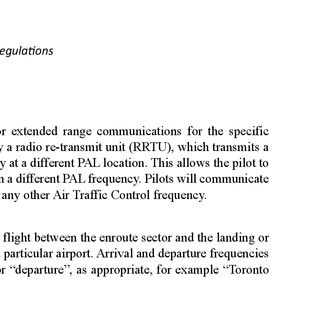 egulations
or extended range communications for the specific
y a radio re-transmit unit (RRTU), which transmits a
y at a different PAL location. This allows the pilot to
n a different PAL frequency. Pilots will communicate
any other Air Traffic Control frequency.
flight between the enroute sector and the landing or
particular airport. Arrival and departure frequencies
or “departure”, as appropriate, for example “Toronto